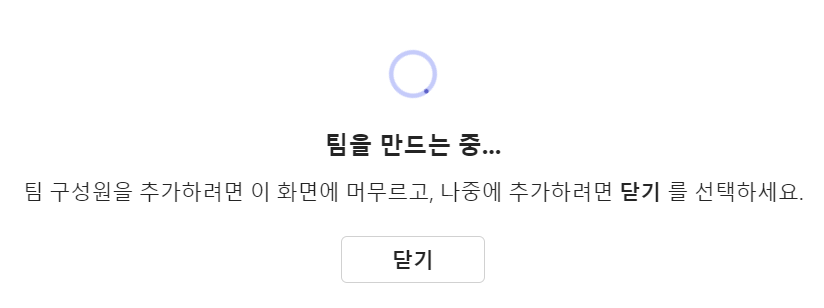 팀을 만드는 중...
팀 구성원을 추가하려면 이 화면에 머무르고, 나중에 추가하려면 닫기 를 선택하세요.
닫기